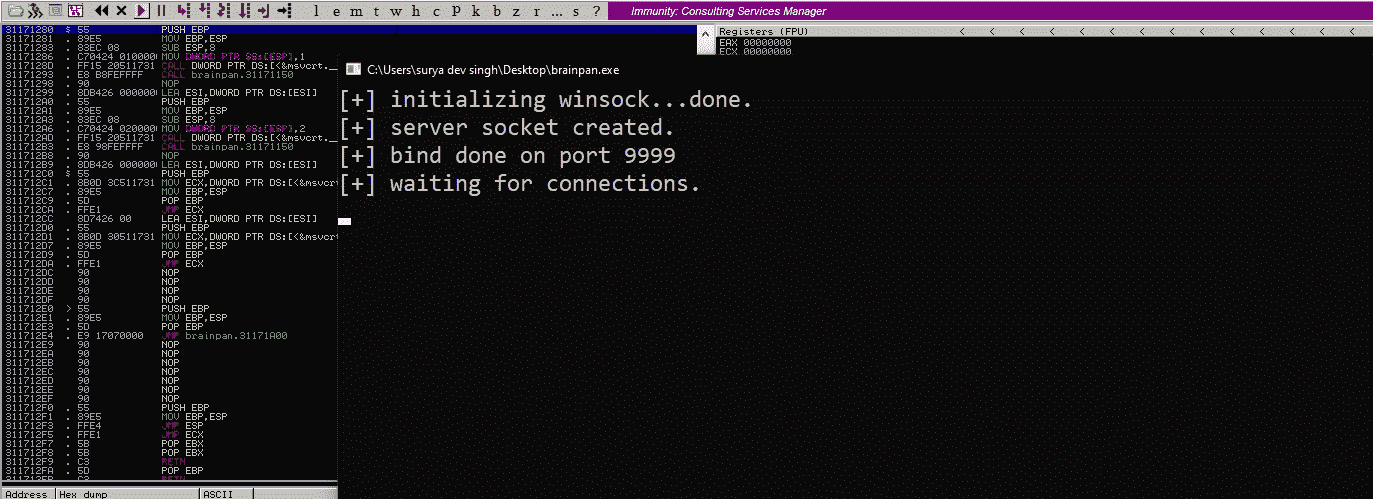 l e m t w h c p k b z r ... s ? Immunity: Consulting Services Manager
31171280 $ 55 PUSH EBP
31171281 . 89E5 MOV EBP,ESP
31171283 . 83EC 08 SUB ESP,8
31171286 . C70424 010000 MOV DWORD PTR SS:[ESP],1
3117128D . FF15 20511731 CALL DWORD PTR DS:[<&msvcrt.
31171293 . E8 B8FEFFFF CALL brainpan.31171150
31171298 . 90 NOP
31171299 . 8DB426 000000 LEA ESI,DWORD PTR DS:[ESI]
311712A0 . 55 PUSH EBP
311712A1 . 89E5 MOV EBP,ESP
311712A3 . 83EC 08 SUB ESP,8
311712A6 . C70424 020000 MOV DWORD PTR SS:[ESP],2
311712AD . FF15 20511731 CALL DWORD PTR DS:[<&msvcrt.
311712B3 . E8 98FEFFFF CALL brainpan.31171150
311712B8 . 90 NOP
311712B9 . 8DB426 000000 LEA ESI,DWORD PTR DS:[ESI]
311712C0 $ 55 PUSH EBP
311712C1 . 8B0D 3C511731 MOV ECX,DWORD PTR DS:[<&msvcr
311712C7 . 89E5 MOV EBP,ESP
311712C9 . 5D POP EBP
311712CA . FFE1 JMP ECX
311712CC 8D7426 00 LEA ESI,DWORD PTR DS:[ESI]
311712D0 . 55 PUSH EBP
311712D1 . 8B0D 30511731 MOV ECX,DWORD PTR DS:[<&msvcr
311712D7 . 89E5 MOV EBP,ESP
311712D9 . 5D POP EBP
311712DA . FFE1 JMP ECX
311712DC 90 NOP
311712DD 90 NOP
311712DE 90 NOP
311712DF 90 NOP
311712E0 > 55 PUSH EBP
311712E1 . 89E5 MOV EBP,ESP
311712E3 . 5D POP EBP
311712E4 . E9 17070000 JMP brainpan.31171A00
311712E9 90 NOP
311712EA 90 NOP
311712EB 90 NOP
311712EC 90 NOP
311712ED 90 NOP
311712EE 90 NOP
311712EF 90 NOP
311712F0 . 55 PUSH EBP
311712F1 . 89E5 MOV EBP,ESP
311712F3 . FFE4 JMP ESP
311712F5 . FFE1 JMP ECX
311712F7 . 5B POP EBX
311712F8 . 5B POP EBX
311712F9 . C3 RETN
311712FA . 5D POP EBP
311712FB . C3 RETN
Address Hex dump ASCII
Registers (FPU) < < < < < < < < < < < < < <
EAX 00000000
ECX 00000000
C:\Users\surya dev singh\Desktop\brainpan.exe
[+] initializing winsock...done.
[+] server socket created.
[+] bind done on port 9999
[+] waiting for connections.